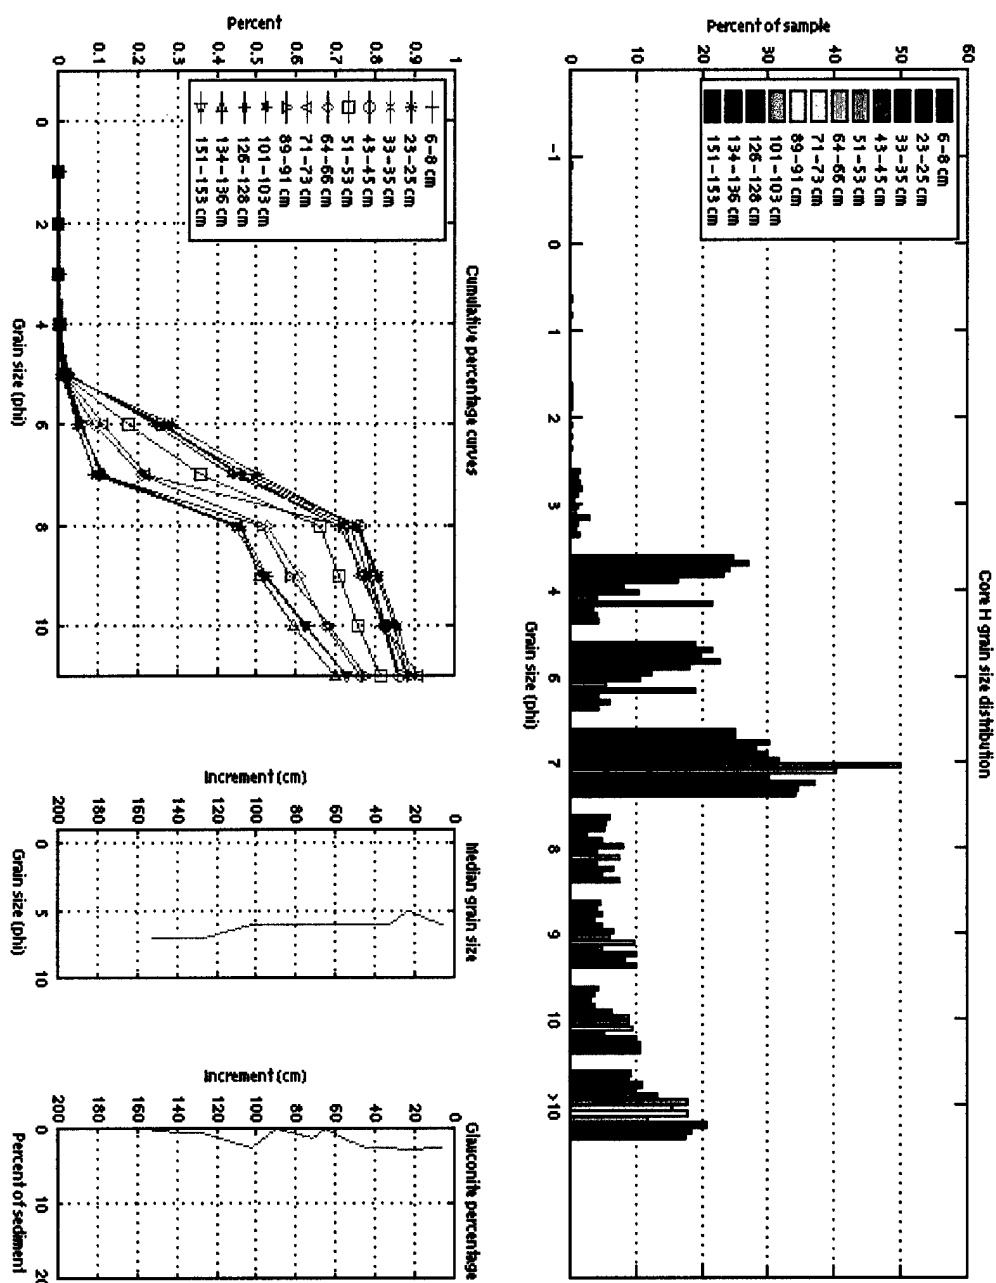 Core H grain size distribution
Percent of sample
60
50
40
30
20
10
0
6-8 cm
23-25 cm
33-35 cm
43-45 cm
51-53 cm
64-66 cm
71-73 cm
89-91 cm
101-103 cm
126-128 cm
134-136 cm
151-153 cm
-1
0
1
2
3
4
6
7
8
9
10
>10
Grain size (phi)
Cumulative percentage curves
Percent
1
0.9
0.8
0.7
0.6
0.5
0.4
0.3
0.2
0.1
0
6-8 cm
23-25 cm
33-35 cm
43-45 cm
51-53 cm
64-66 cm
71-73 cm
89-91 cm
101-103 cm
126-128 cm
134-136 cm
151-153 cm
0
2
4
6
8
10
Grain size (phi)
Median grain size
Increment (cm)
0
20
40
60
80
100
120
140
160
180
200
0
5
10
Grain size (phi)
Glauconite percentage
Increment (cm)
0
20
40
60
80
100
120
140
160
180
200
0
10
20
Percent of sediment